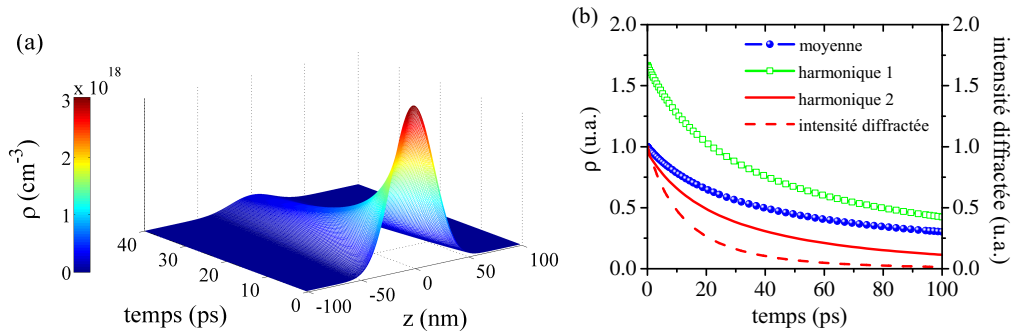 (a)
x 10^18
3
2
1
0
ρ (cm⁻³)
40
30
20
10
0
temps (ps)
-100
-50
0
50
100
z (nm)
(b)
2.0
1.5
1.0
0.5
0.0
ρ (u.a.)
moyenne
harmonique 1
harmonique 2
intensité diffractée
2.0
1.5
1.0
0.5
0.0
intensité diffractée (u.a.)
0 20 40 60 80 100
temps (ps)